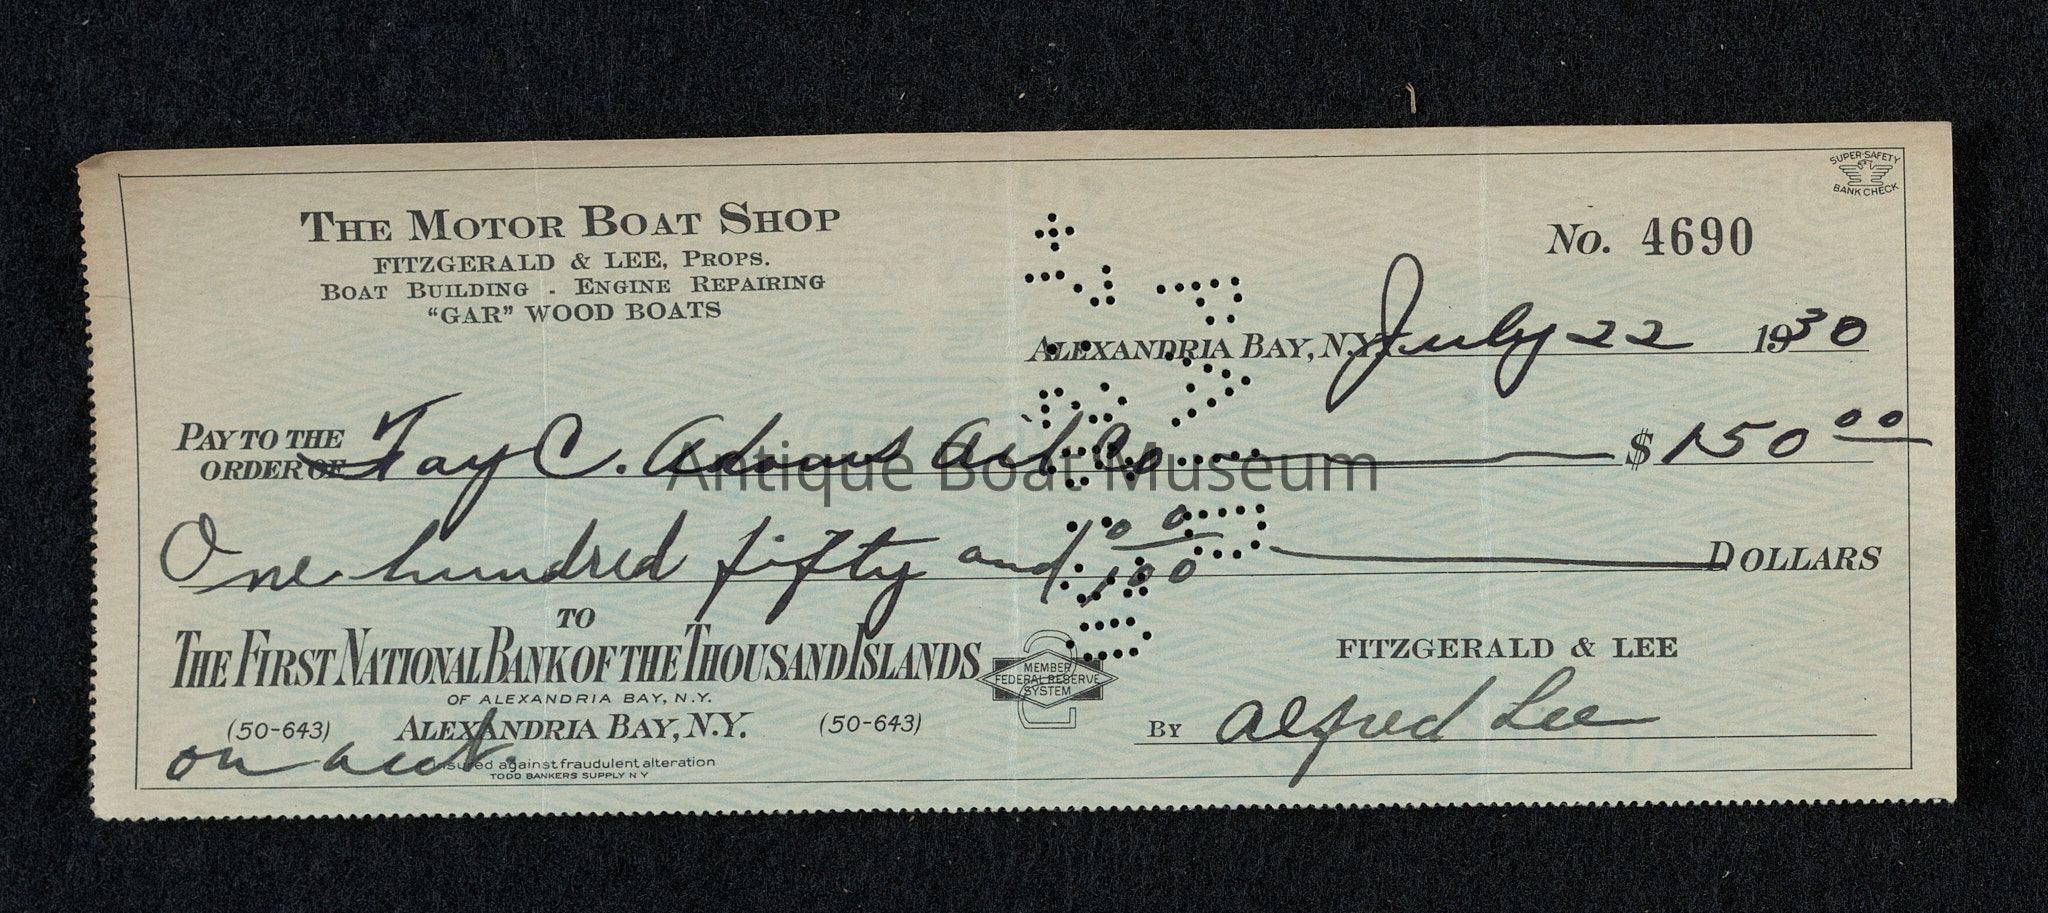 SUPER-SAFETY
BANK CHECK
THE MOTOR BOAT SHOP
FITZGERALD & LEE, PROPS.
BOAT BUILDING - ENGINE REPAIRING
"GAR" WOOD BOATS
No. 4690
ALEXANDRIA BAY, N.Y. July 22 1930
PAY TO THE
ORDER OF Fay C. Adams Oil Co $150 00
Antique Boat Museum
One hundred fifty and 00/100 DOLLARS
TO
THE FIRST NATIONAL BANK OF THE THOUSAND ISLANDS
OF ALEXANDRIA BAY, N.Y.
(50-643) ALEXANDRIA BAY, N.Y. (50-643)
MEMBER
FEDERAL RESERVE
SYSTEM
FITZGERALD & LEE
BY Alfred Lee
on acct.
Insured against fraudulent alteration
TODD BANKERS SUPPLY N Y